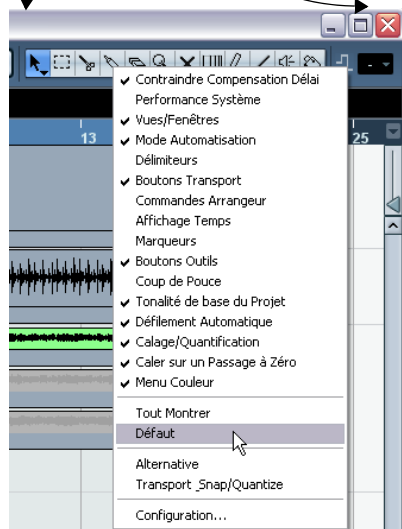 Contraindre Compensation Délai
Performance Système
Vues/Fenêtres
Mode Automatisation
Délimiteurs
Boutons Transport
Commandes Arrangeur
Affichage Temps
Marqueurs
Boutons Outils
Coup de Pouce
Tonalité de base du Projet
Défilement Automatique
Calage/Quantification
Caler sur un Passage à Zéro
Menu Couleur
Tout Montrer
Défaut
Alternative
Transport _Snap/Quantize
Configuration...
13
25